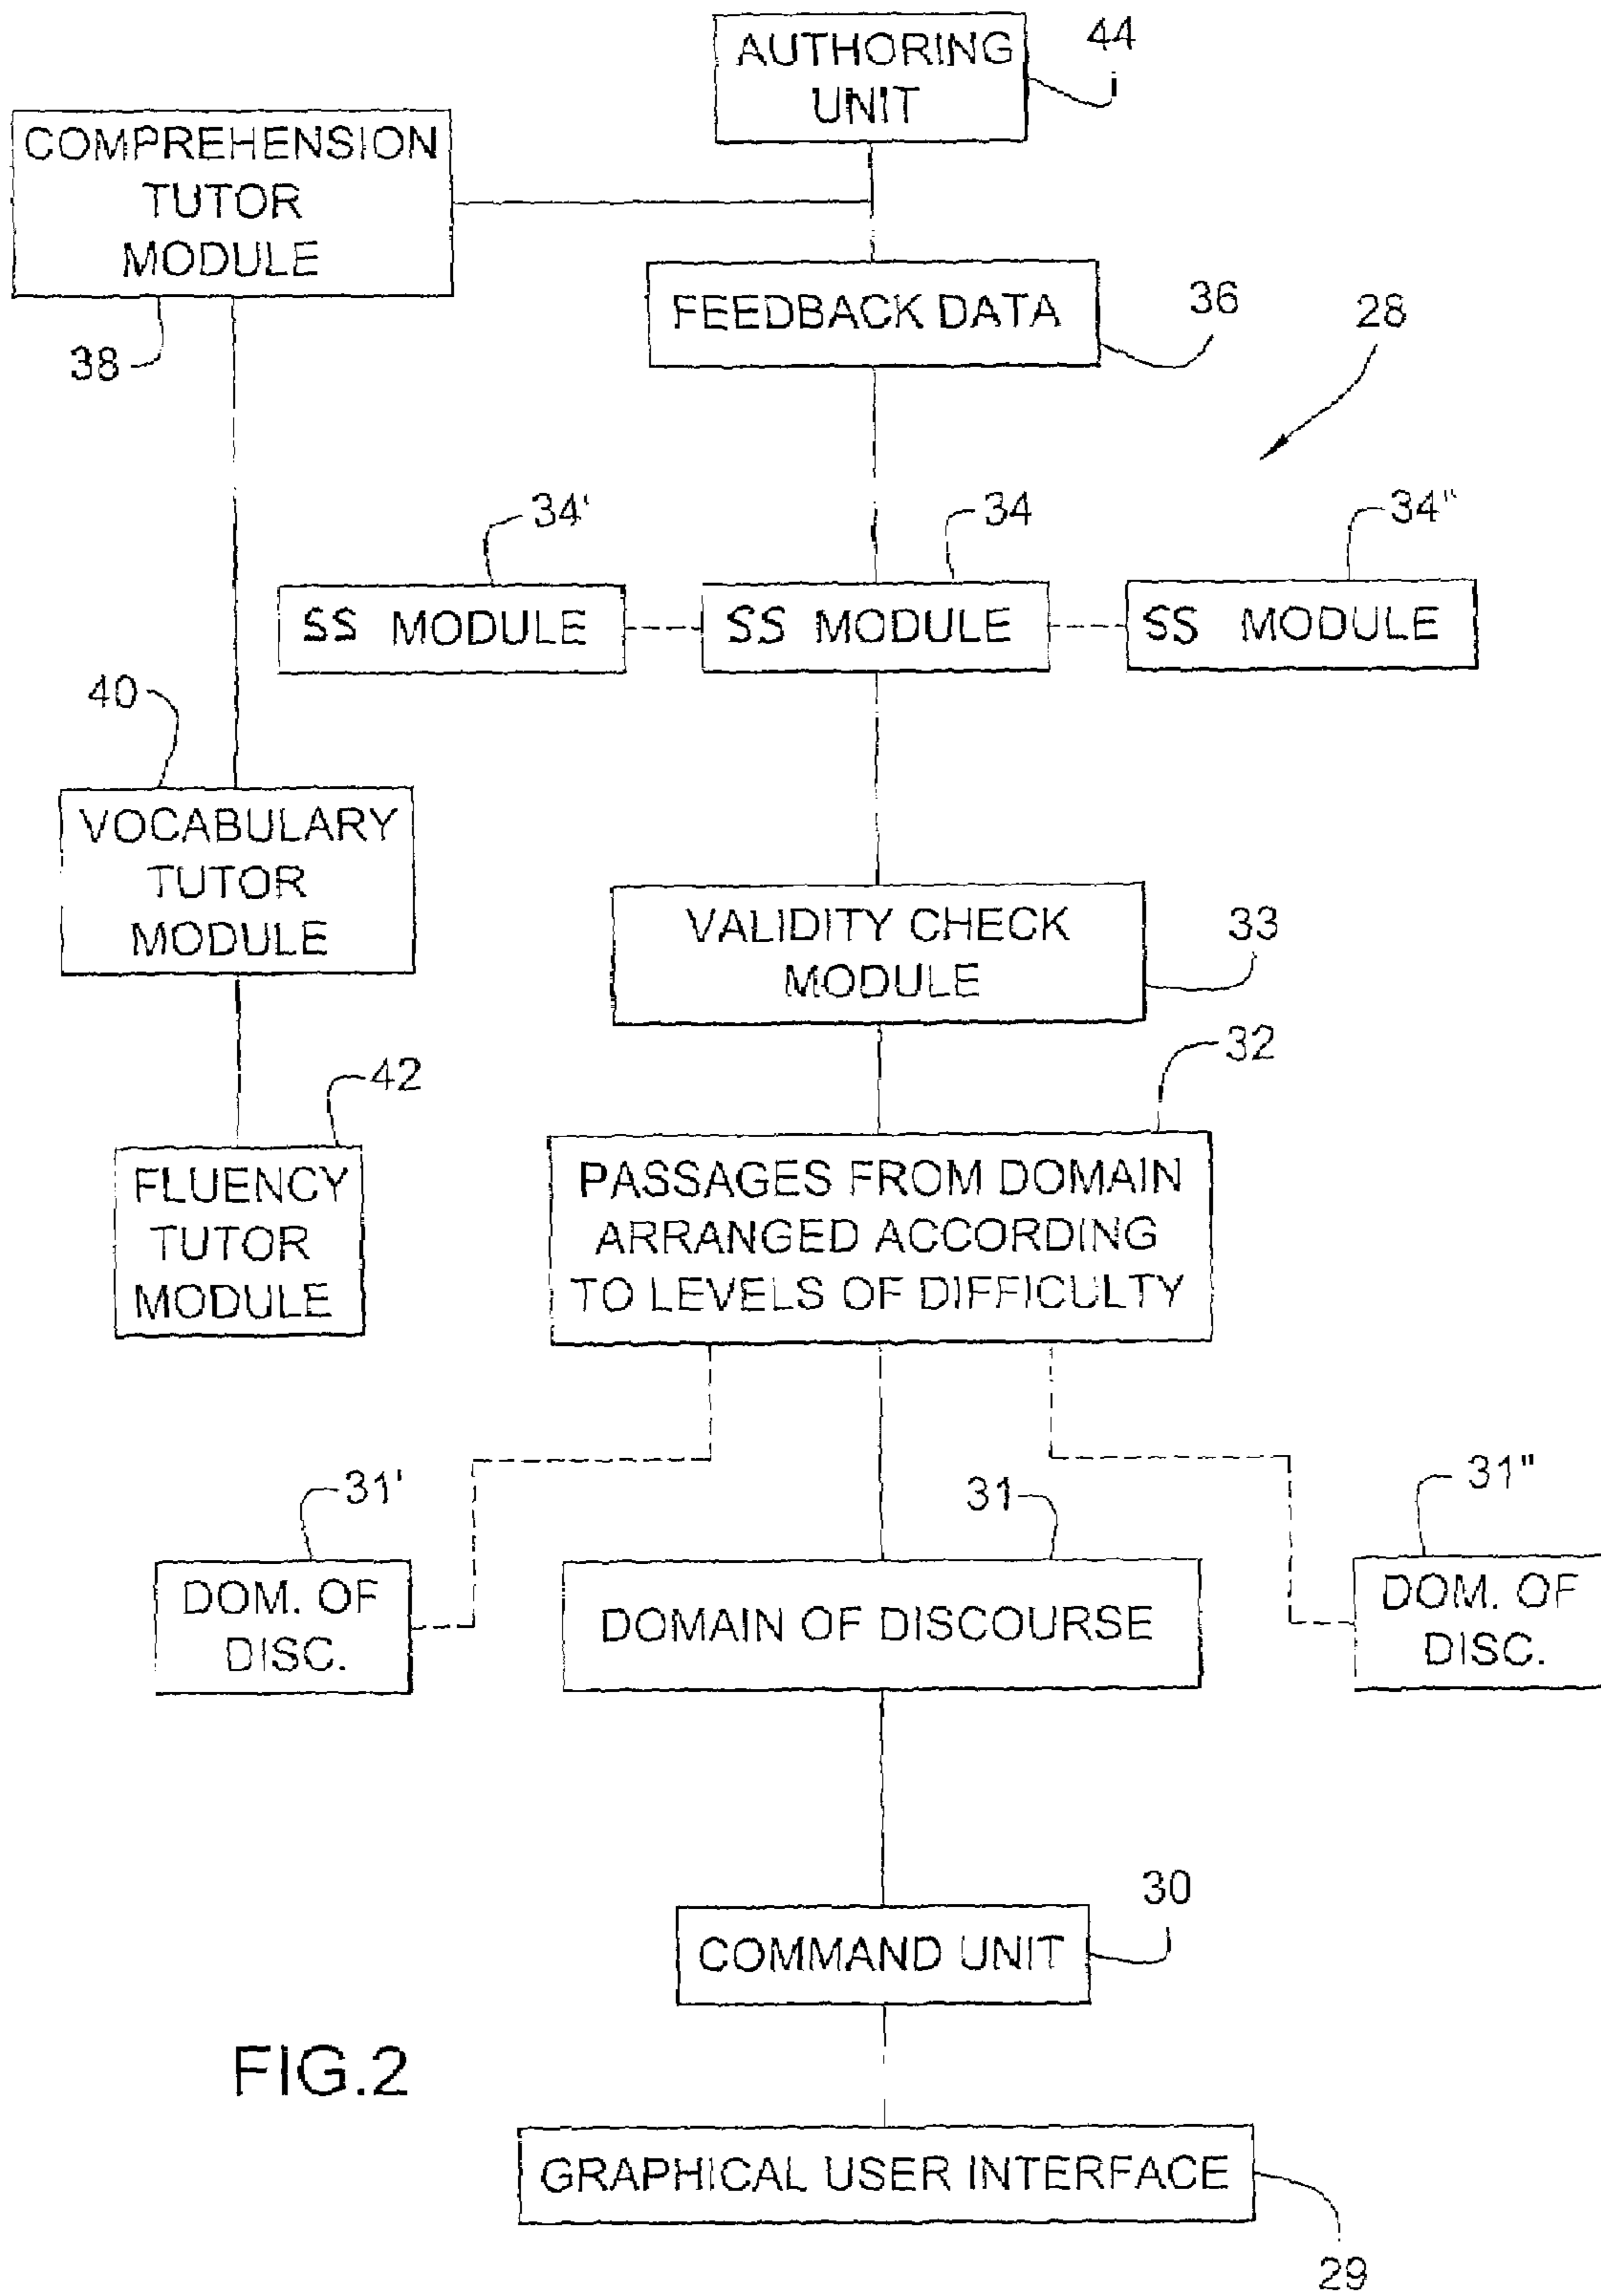 AUTHORING
UNIT
44
COMPREHENSION
TUTOR
MODULE
38
FEEDBACK DATA
36
28
34'
34
34"
SS MODULE
SS MODULE
SS MODULE
40
VOCABULARY
TUTOR
MODULE
VALIDITY CHECK
MODULE
33
32
42
FLUENCY
TUTOR
MODULE
PASSAGES FROM DOMAIN
ARRANGED ACCORDING
TO LEVELS OF DIFFICULTY
31'
31
31"
DOM. OF
DISC.
DOMAIN OF DISCOURSE
DOM. OF
DISC.
30
COMMAND UNIT
FIG.2
GRAPHICAL USER INTERFACE
29